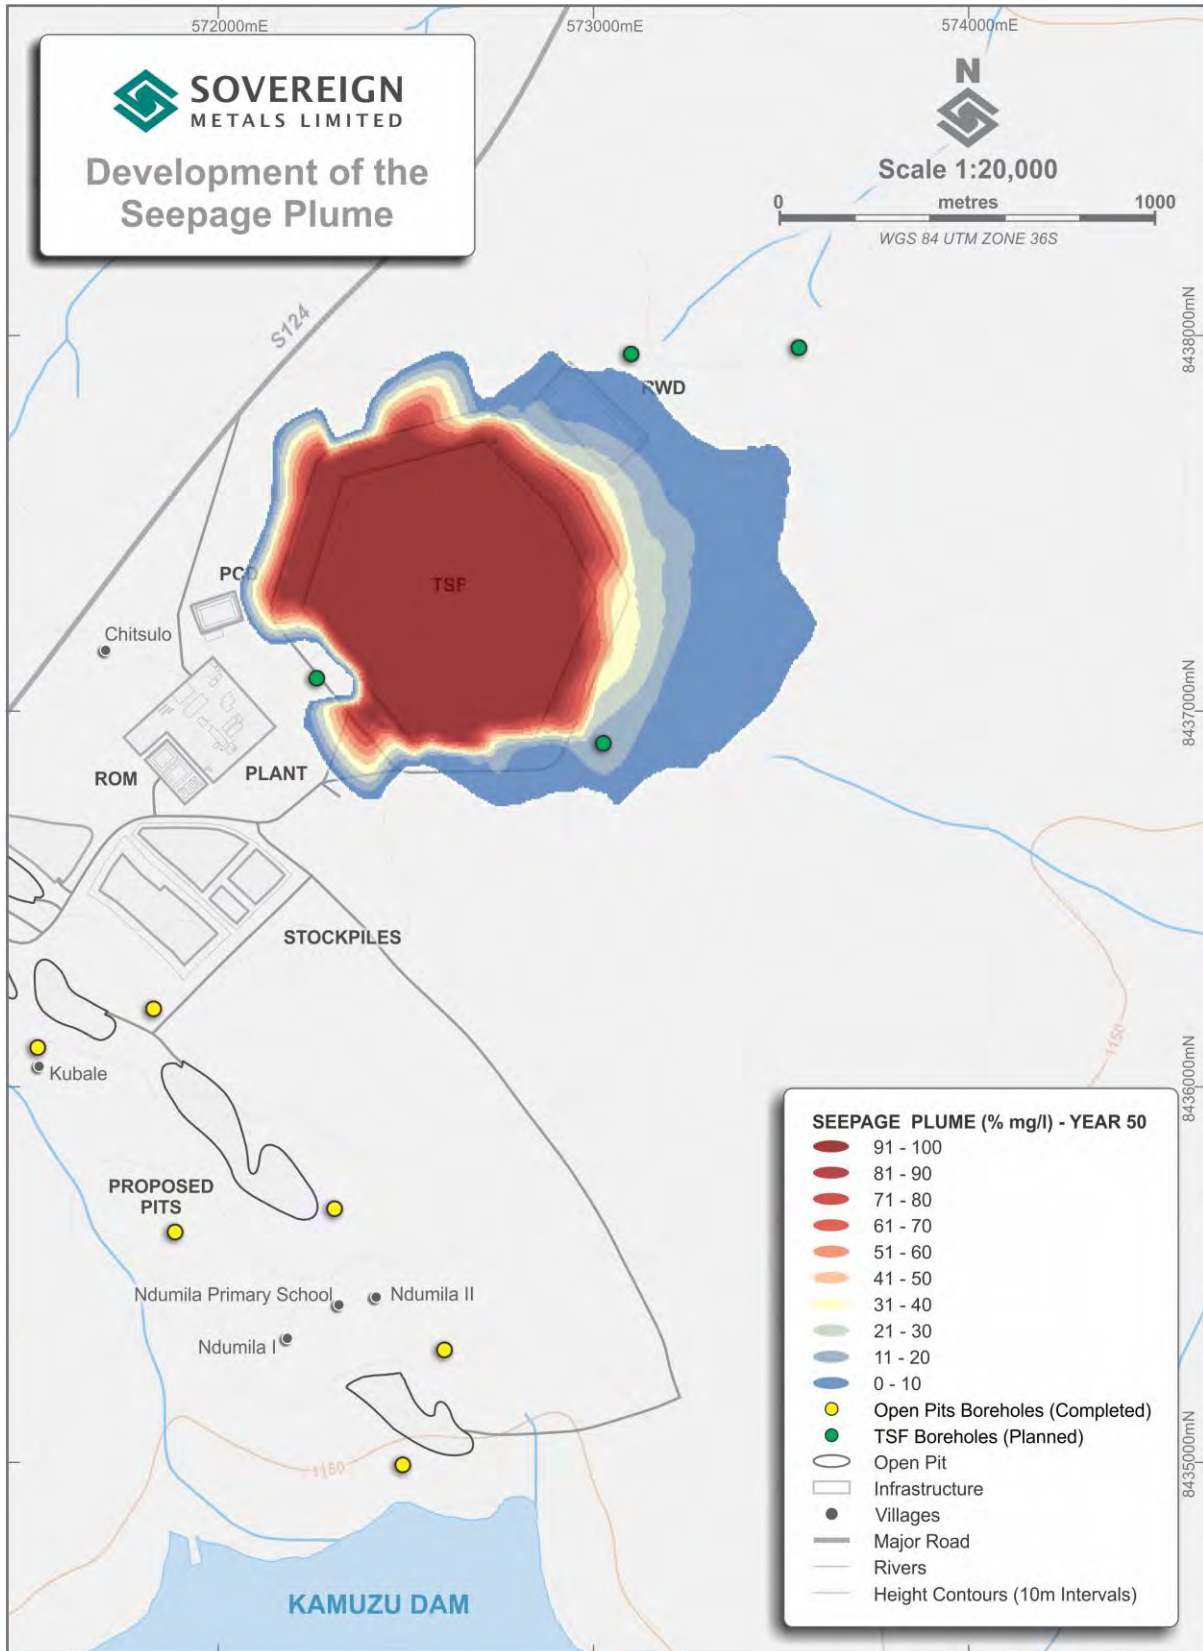 572000mE
573000mE
574000mE
SOVEREIGN
METALS LIMITED
Development of the
Seepage Plume
N
Scale 1:20,000
0 metres 1000
WGS 84 UTM ZONE 36S
S124
8438000mN
RWD
PCD
TSF
Chitsulo
8437000mN
ROM
PLANT
STOCKPILES
1150
8436000mN
Kubale
PROPOSED
PITS
Ndumila Primary School
Ndumila II
Ndumila I
1150
8435000mN
KAMUZU DAM
SEEPAGE PLUME (% mg/l) - YEAR 50
91 - 100
81 - 90
71 - 80
61 - 70
51 - 60
41 - 50
31 - 40
21 - 30
11 - 20
0 - 10
Open Pits Boreholes (Completed)
TSF Boreholes (Planned)
Open Pit
Infrastructure
Villages
Major Road
Rivers
Height Contours (10m Intervals)